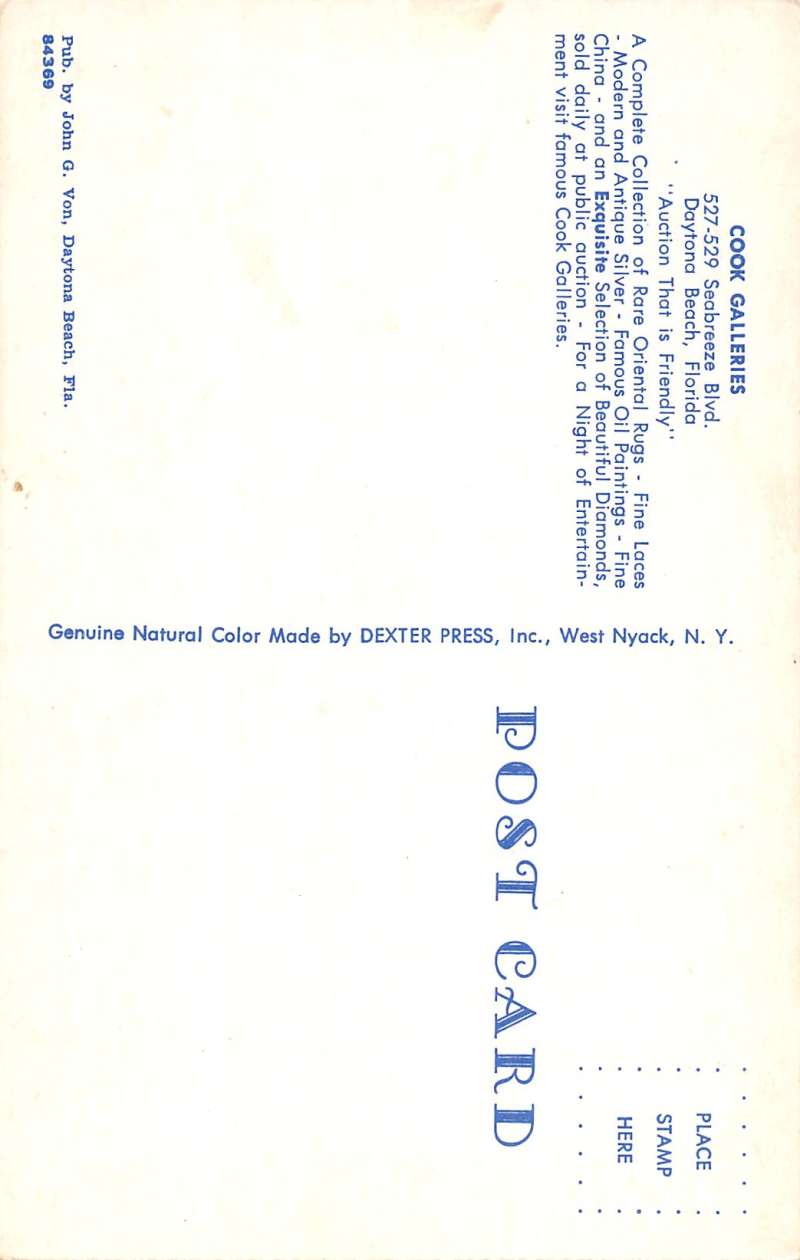 COOK GALLERIES
527-529 Seabreeze Blvd.
Daytona Beach, Florida
"Auction That is Friendly"
A Complete Collection of Rare Oriental Rugs - Fine Laces
- Modern and Antique Silver - Famous Oil Paintings - Fine
China - and an Exquisite Selection of Beautiful Diamonds,
sold daily at public auction - For a Night of Entertain-
ment visit famous Cook Galleries.
Pub. by John G. Von, Daytona Beach, Fla.
84369
Genuine Natural Color Made by DEXTER PRESS, Inc., West Nyack, N. Y.
POST CARD
PLACE
STAMP
HERE